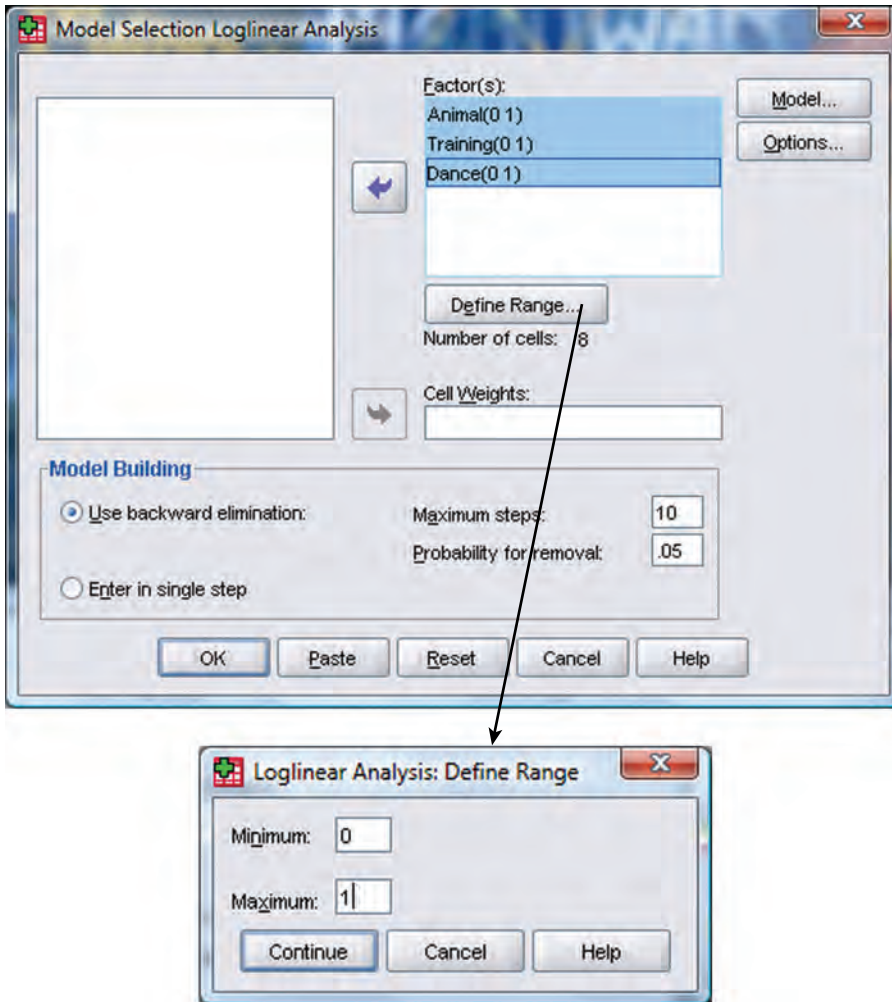 Model Selection Loglinear Analysis
Factor(s):
Animal(0 1)
Training(0 1)
Dance(0 1)
Model...
Options...
Define Range...
Number of cells: 8
Cell Weights:
Model Building
Use backward elimination:
Maximum steps: 10
Probability for removal: .05
Enter in single step
OK Paste Reset Cancel Help
Loglinear Analysis: Define Range
Minimum: 0
Maximum: 1
Continue Cancel Help